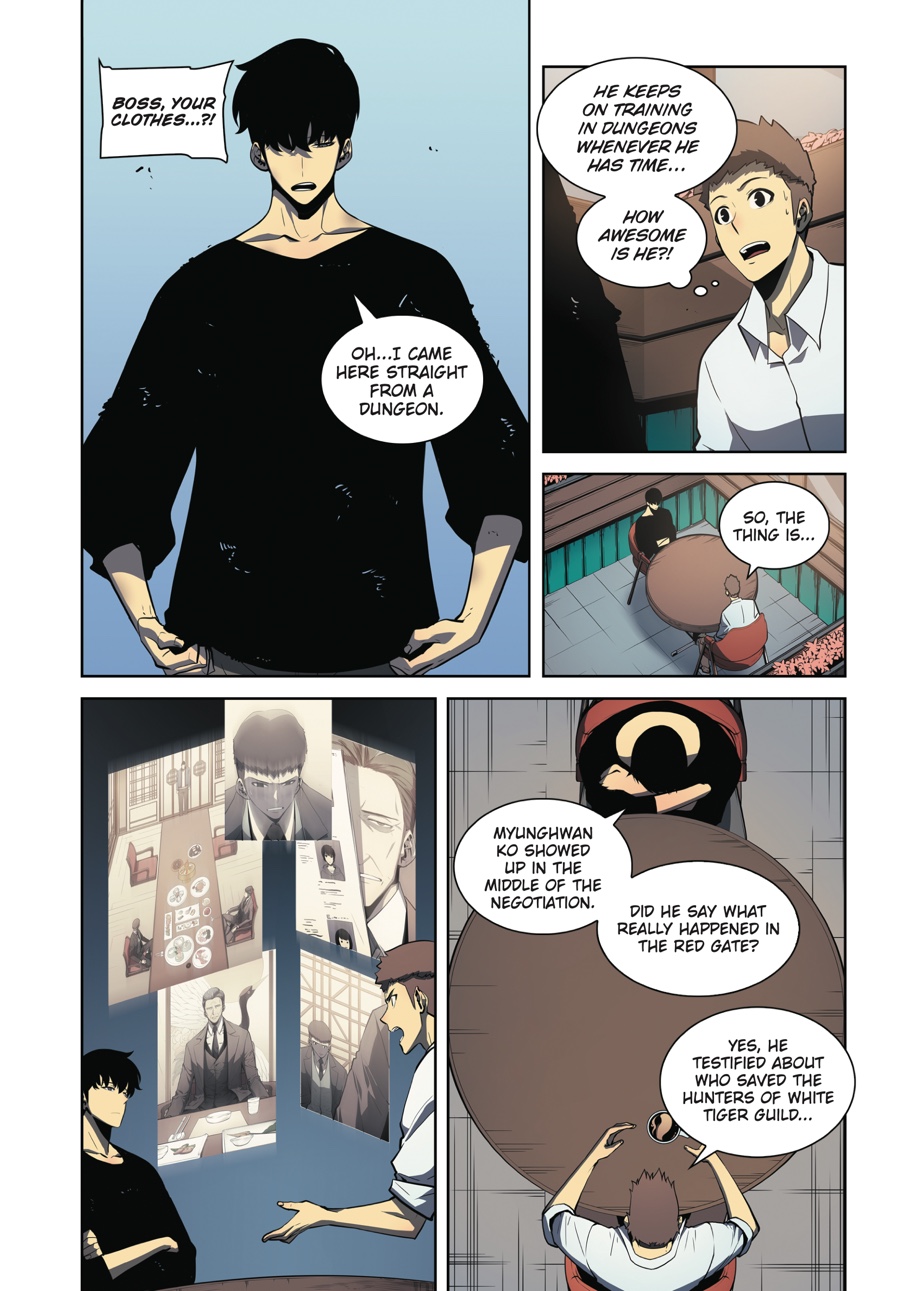 BOSS, YOUR
CLOTHES...?!
OH...I CAME
HERE STRAIGHT
FROM A
DUNGEON.
HE KEEPS
ON TRAINING
IN DUNGEONS
WHENEVER HE
HAS TIME...
HOW
AWESOME
IS HE?!
SO, THE
THING IS...
MYUNGHWAN
KO SHOWED
UP IN THE
MIDDLE OF THE
NEGOTIATION.
DID HE SAY WHAT
REALLY HAPPENED IN
THE RED GATE?
YES, HE
TESTIFIED ABOUT
WHO SAVED THE
HUNTERS OF WHITE
TIGER GUILD...